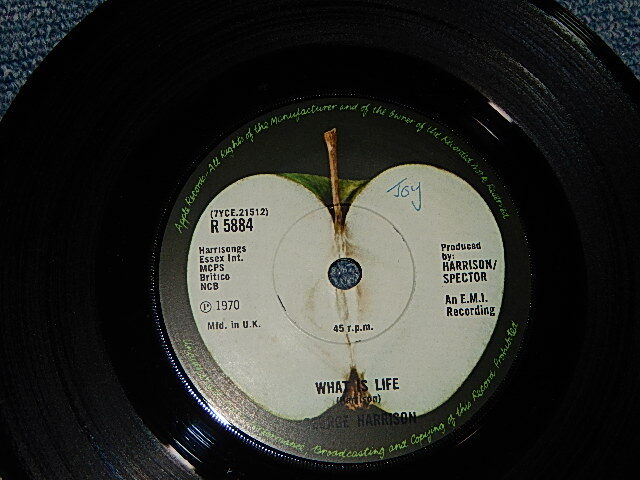 Apple Records-All Rights of the Manufacturer and of the Owner of the Recorded Work Reserved
Joy
(7YCE.21512)
R 5884
Harrisongs
Essex Int.
MCPS
Britico
NCB
Ⓟ 1970
Mfd. in U.K.
Produced
by:
HARRISON/
SPECTOR
An E.M.I.
Recording
45 r.p.m.
WHAT IS LIFE
(Harrison)
GEORGE HARRISON
Performance, Broadcasting and Copying of this Record Prohibited